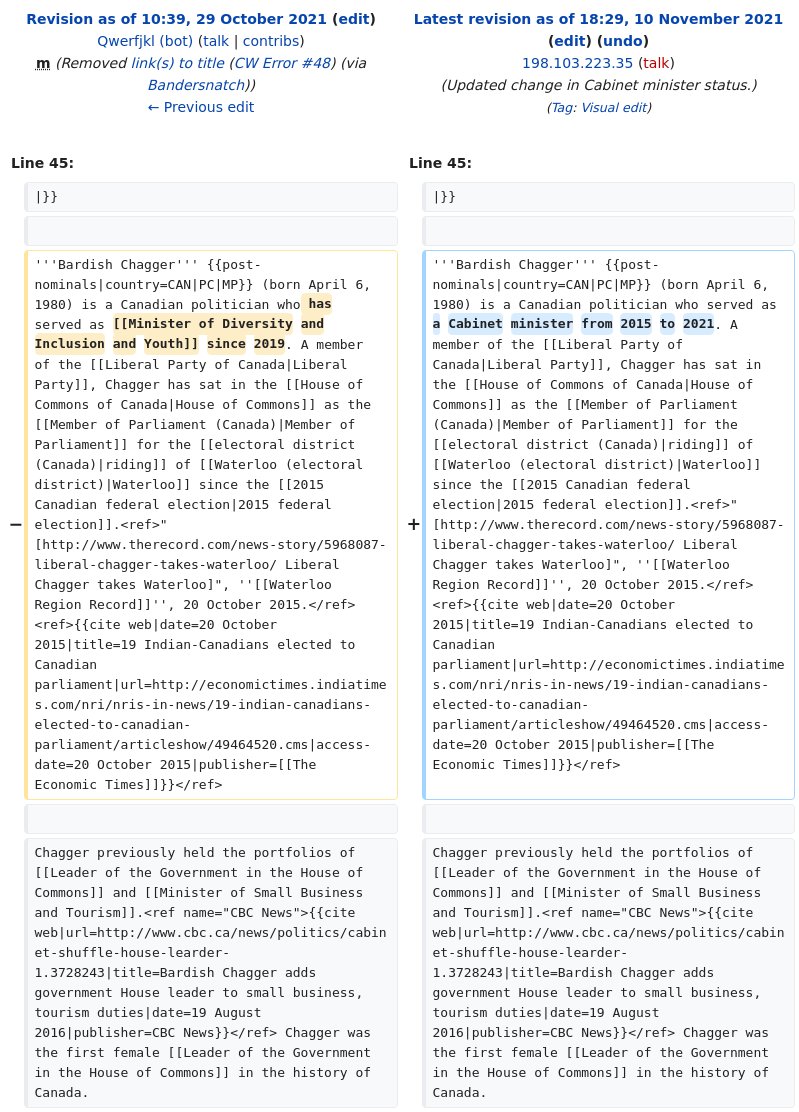 Revision as of 10:39, 29 October 2021 (edit)
Qwerfjkl (bot) (talk | contribs)
m (Removed link(s) to title (CW Error #48) (via
Bandersnatch))
← Previous edit
Latest revision as of 18:29, 10 November 2021
(edit) (undo)
198.103.223.35 (talk)
(Updated change in Cabinet minister status.)
(Tag: Visual edit)
Line 45:
Line 45:
|}}
|}}
−
'''Bardish Chagger''' {{post-
nominals|country=CAN|PC|MP}} (born April 6,
1980) is a Canadian politician who has
served as [[Minister of Diversity and
Inclusion and Youth]] since 2019. A member
of the [[Liberal Party of Canada|Liberal
Party]], Chagger has sat in the [[House of
Commons of Canada|House of Commons]] as the
[[Member of Parliament (Canada)|Member of
Parliament]] for the [[electoral district
(Canada)|riding]] of [[Waterloo (electoral
district)|Waterloo]] since the [[2015
Canadian federal election|2015 federal
election]].<ref>"
[http://www.therecord.com/news-story/5968087-
liberal-chagger-takes-waterloo/ Liberal
Chagger takes Waterloo]", ''[[Waterloo
Region Record]]'', 20 October 2015.</ref>
<ref>{{cite web|date=20 October
2015|title=19 Indian-Canadians elected to
Canadian
parliament|url=http://economictimes.indiatime
s.com/nri/nris-in-news/19-indian-canadians-
elected-to-canadian-
parliament/articleshow/49464520.cms|access-
date=20 October 2015|publisher=[[The
Economic Times]]}}</ref>
+
'''Bardish Chagger''' {{post-
nominals|country=CAN|PC|MP}} (born April 6,
1980) is a Canadian politician who served as
a Cabinet minister from 2015 to 2021. A
member of the [[Liberal Party of
Canada|Liberal Party]], Chagger has sat in
the [[House of Commons of Canada|House of
Commons]] as the [[Member of Parliament
(Canada)|Member of Parliament]] for the
[[electoral district (Canada)|riding]] of
[[Waterloo (electoral district)|Waterloo]]
since the [[2015 Canadian federal
election|2015 federal election]].<ref>"
[http://www.therecord.com/news-story/5968087-
liberal-chagger-takes-waterloo/ Liberal
Chagger takes Waterloo]", ''[[Waterloo
Region Record]]'', 20 October 2015.</ref>
<ref>{{cite web|date=20 October
2015|title=19 Indian-Canadians elected to
Canadian
parliament|url=http://economictimes.indiatime
s.com/nri/nris-in-news/19-indian-canadians-
elected-to-canadian-
parliament/articleshow/49464520.cms|access-
date=20 October 2015|publisher=[[The
Economic Times]]}}</ref>
Chagger previously held the portfolios of
[[Leader of the Government in the House of
Commons]] and [[Minister of Small Business
and Tourism]].<ref name="CBC News">{{cite
web|url=http://www.cbc.ca/news/politics/cabin
et-shuffle-house-learder-
1.3728243|title=Bardish Chagger adds
government House leader to small business,
tourism duties|date=19 August
2016|publisher=CBC News}}</ref> Chagger was
the first female [[Leader of the Government
in the House of Commons]] in the history of
Canada.
Chagger previously held the portfolios of
[[Leader of the Government in the House of
Commons]] and [[Minister of Small Business
and Tourism]].<ref name="CBC News">{{cite
web|url=http://www.cbc.ca/news/politics/cabin
et-shuffle-house-learder-
1.3728243|title=Bardish Chagger adds
government House leader to small business,
tourism duties|date=19 August
2016|publisher=CBC News}}</ref> Chagger was
the first female [[Leader of the Government
in the House of Commons]] in the history of
Canada.